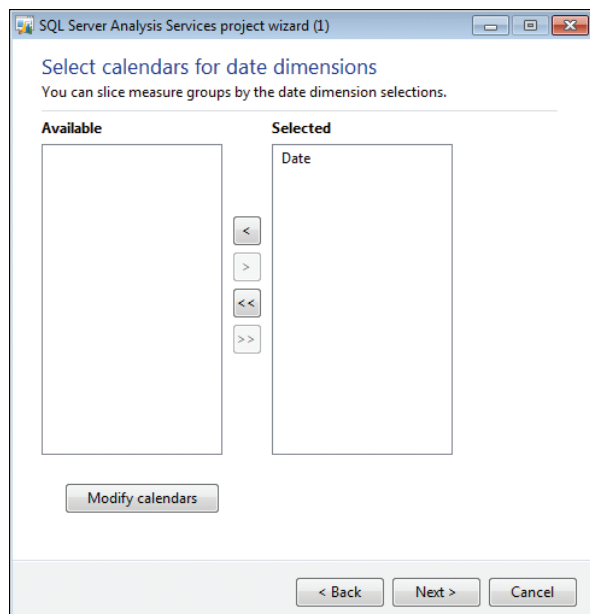 SQL Server Analysis Services project wizard (1)
Select calendars for date dimensions
You can slice measure groups by the date dimension selections.
Available
Selected
Date
<
>
<<
>>
Modify calendars
< Back
Next >
Cancel